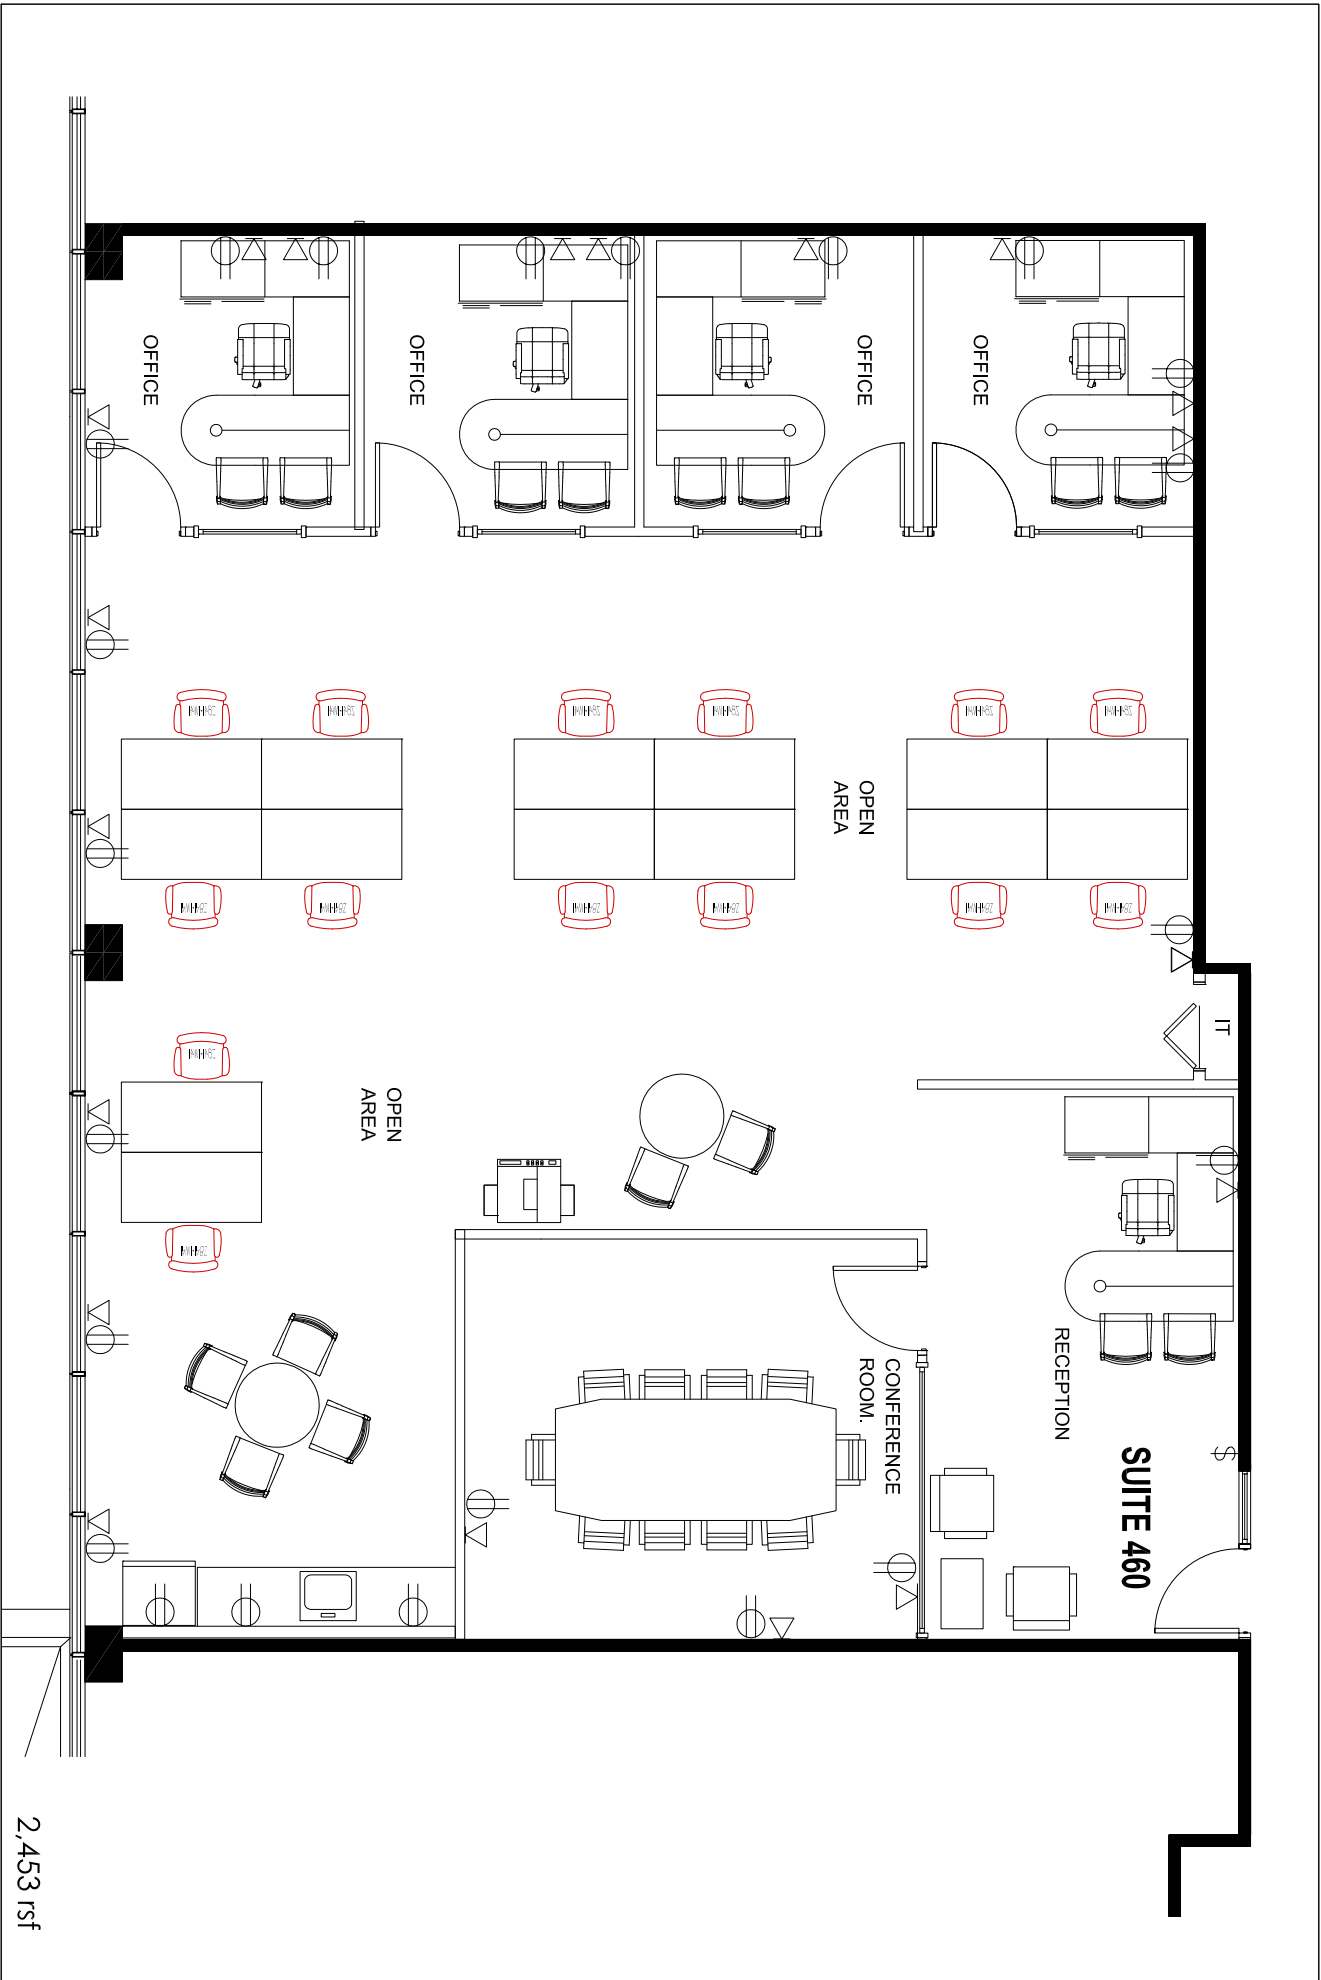 IT
SUITE 460
RECEPTION
OFFICE
CONFERENCE
ROOM.
OFFICE
OPEN
AREA
OFFICE
OPEN
AREA
OFFICE
2,453 rsf